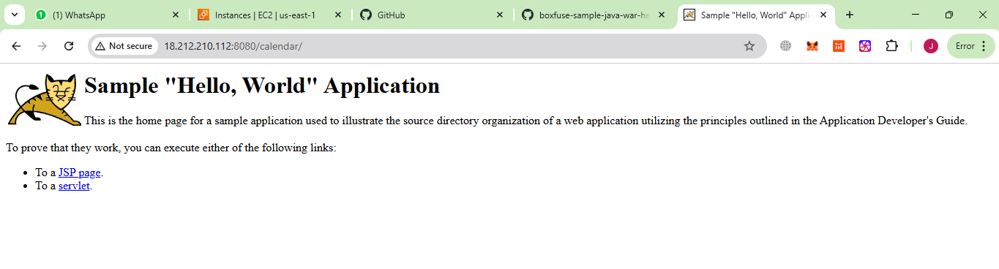 (1) WhatsApp
Instances | EC2 | us-east-1
GitHub
boxfuse-sample-java-war-he
Sample "Hello, World" Appli
Not secure
18.212.210.112:8080/calendar/
J
Error
Sample "Hello, World" Application
This is the home page for a sample application used to illustrate the source directory organization of a web application utilizing the principles outlined in the Application Developer's Guide.
To prove that they work, you can execute either of the following links:
• To a JSP page.
• To a servlet.